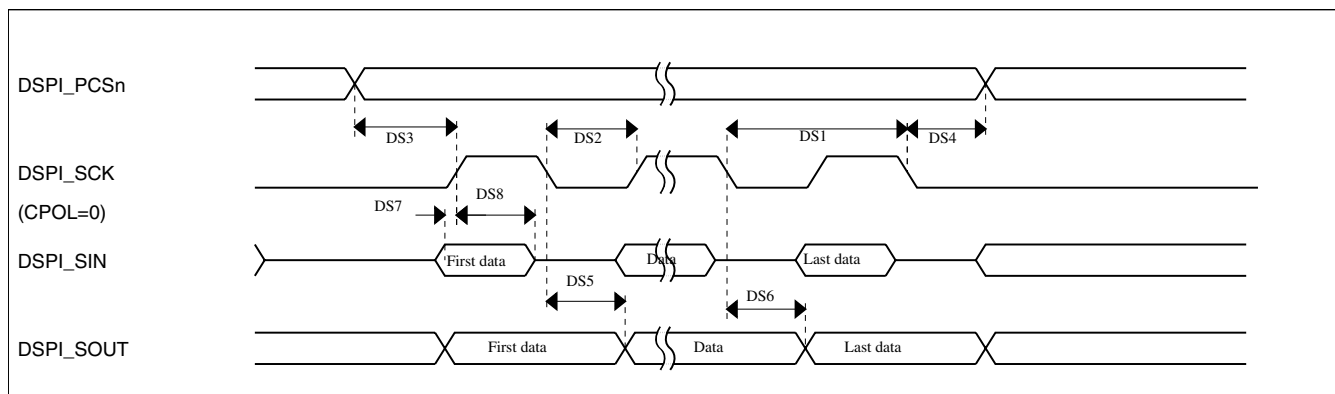 DSPI_PCSn
DS3
DS2
DS1
DS4
DSPI_SCK
(CPOL=0)
DS7
DS8
DSPI_SIN
First data
Data
Last data
DS5
DS6
DSPI_SOUT
First data
Data
Last data